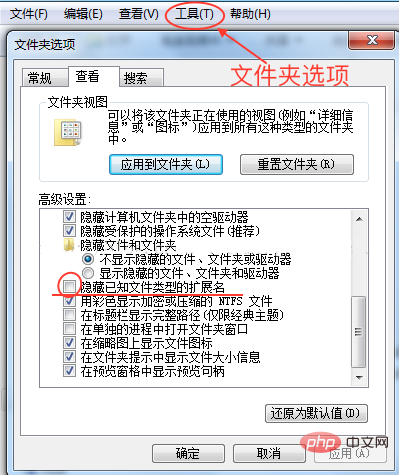 文件(F) 编辑(E) 查看(V) 工具(T) 帮助(H)
文件夹选项
文件夹选项
常规 查看 搜索
文件夹视图
可以将该文件夹正在使用的视图(例如“详细信
息”或“图标”)应用到所有这种类型的文件夹
中。
应用到文件夹(L) 重置文件夹(R)
高级设置:
隐藏计算机文件夹中的空驱动器
隐藏受保护的操作系统文件(推荐)
隐藏文件和文件夹
不显示隐藏的文件、文件夹或驱动器
显示隐藏的文件、文件夹和驱动器
隐藏已知文件类型的扩展名
用彩色显示加密或压缩的 NTFS 文件
在标题栏显示完整路径(仅限经典主题)
在单独的进程中打开文件夹窗口
在缩略图上显示文件图标
在文件夹提示中显示文件大小信息
在预览窗格中显示预览句柄
还原为默认值(D)
确定 取消 应用(A)
php中文网